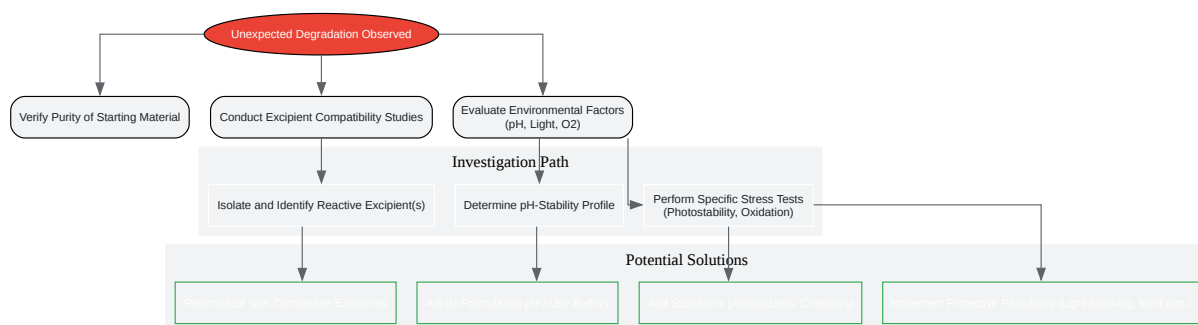 Unexpected Degradation Observed
Verify Purity of Starting Material
Conduct Excipient Compatibility Studies
Evaluate Environmental Factors
(pH, Light, O2)
Investigation Path
Isolate and Identify Reactive Excipient(s)
Determine pH-Stability Profile
Perform Specific Stress Tests
(Photostability, Oxidation)
Potential Solutions
Reformulate with Compatible Excipients
Adjust Formulation pH / Use Buffers
Add Stabilizers (Antioxidants, Chelators)
Implement Protective Packaging (Light-blocking, Inert atm.)